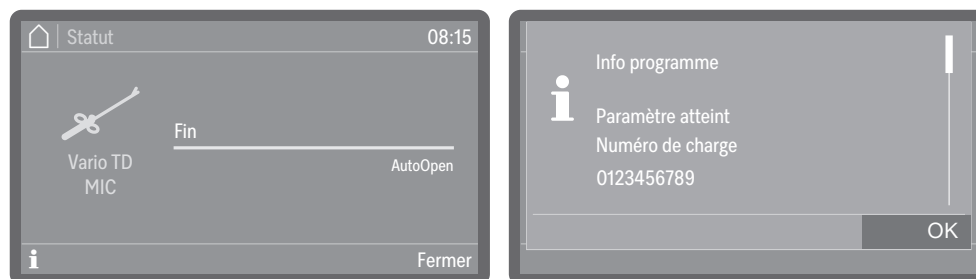 Statut
08:15
Fin
Vario TD
MIC
AutoOpen
i
Fermer
Info programme
i
Paramètre atteint
Numéro de charge
0123456789
OK